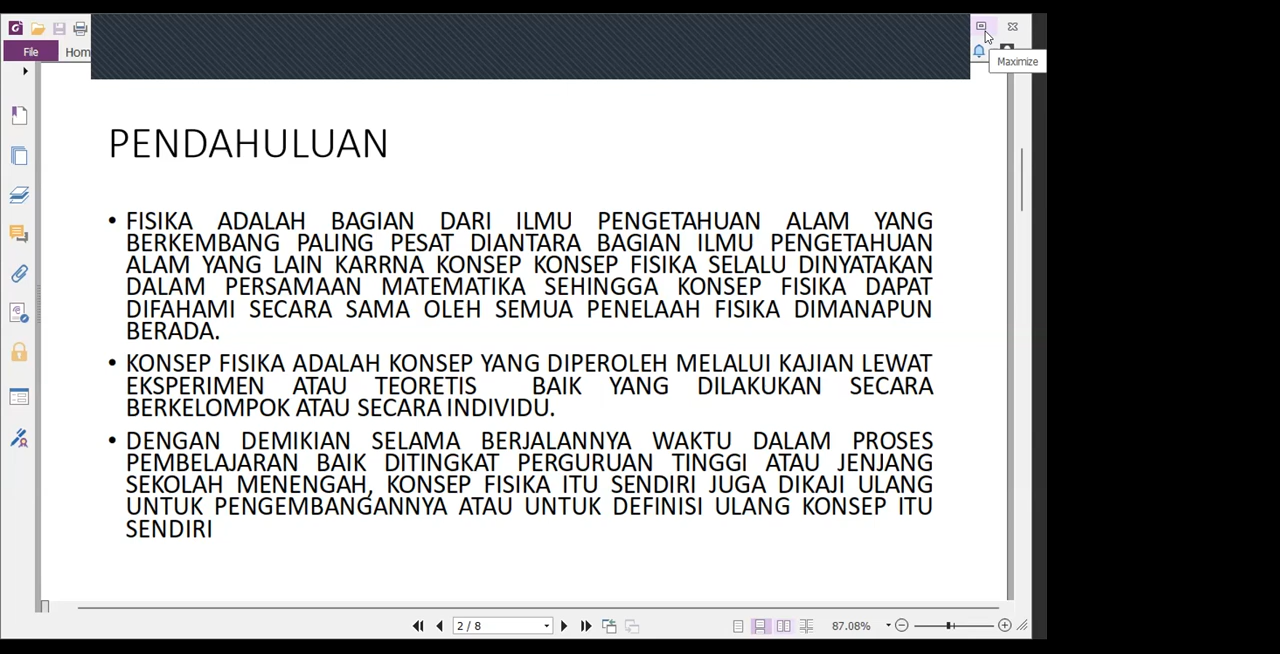 File
Hom
Maximize
PENDAHULUAN
• FISIKA ADALAH BAGIAN DARI ILMU PENGETAHUAN ALAM YANG
BERKEMBANG PALING PESAT DIANTARA BAGIAN ILMU PENGETAHUAN
ALAM YANG LAIN KARRNA KONSEP KONSEP FISIKA SELALU DINYATAKAN
DALAM PERSAMAAN MATEMATIKA SEHINGGA KONSEP FISIKA DAPAT
DIFAHAMI SECARA SAMA OLEH SEMUA PENELAAH FISIKA DIMANAPUN
BERADA.
• KONSEP FISIKA ADALAH KONSEP YANG DIPEROLEH MELALUI KAJIAN LEWAT
EKSPERIMEN ATAU TEORETIS BAIK YANG DILAKUKAN SECARA
BERKELOMPOK ATAU SECARA INDIVIDU.
• DENGAN DEMIKIAN SELAMA BERJALANNYA WAKTU DALAM PROSES
PEMBELAJARAN BAIK DITINGKAT PERGURUAN TINGGI ATAU JENJANG
SEKOLAH MENENGAH, KONSEP FISIKA ITU SENDIRI JUGA DIKAJI ULANG
UNTUK PENGEMBANGANNYA ATAU UNTUK DEFINISI ULANG KONSEP ITU
SENDIRI
2 / 8
87.08%